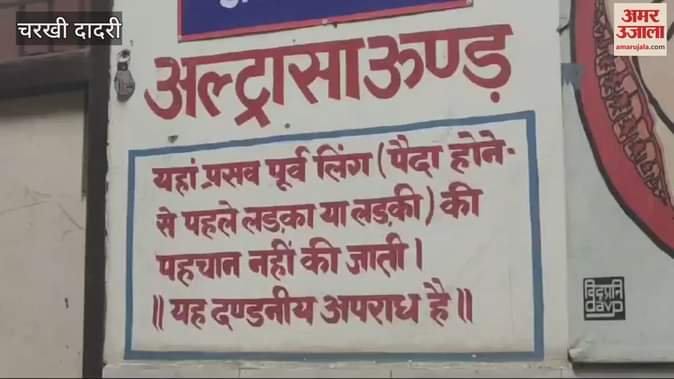 चरखी दादरी
अमर
उजाला
amarujala.com
अल्ट्रासाऊण्ड़
यहां प्रसव पूर्व लिंग (पैदा होने-
से पहले लड़का या लड़की) की
पहचान नहीं की जाती।
॥ यह दण्डनीय अपराध है॥
davp